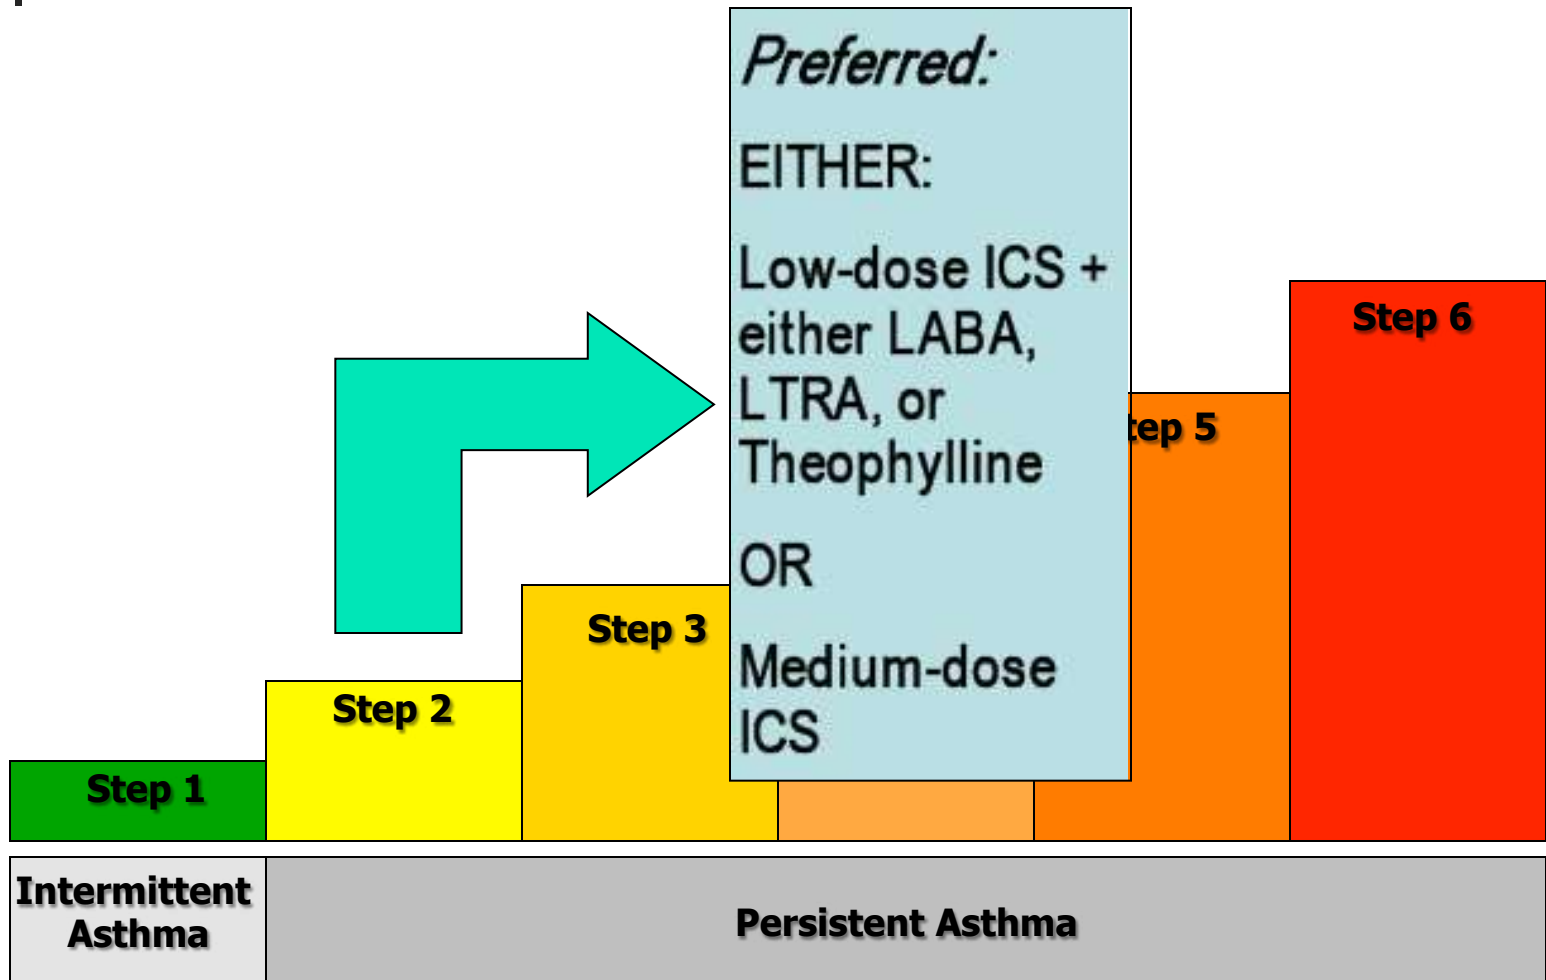 Preferred:
EITHER:
Low-dose ICS +
either LABA,
LTRA, or
Theophylline
OR
Medium-dose
ICS
Step 6
tep 5
Step 3
Step 2
Step 1
Intermittent
Asthma
Persistent Asthma